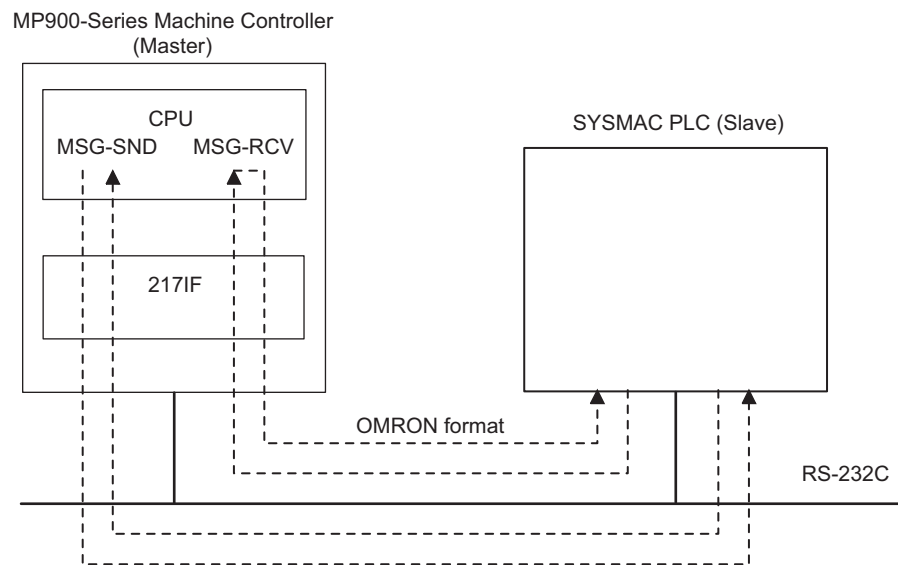 MP900-Series Machine Controller
(Master)
CPU
MSG-SND MSG-RCV
217IF
SYSMAC PLC (Slave)
OMRON format
RS-232C